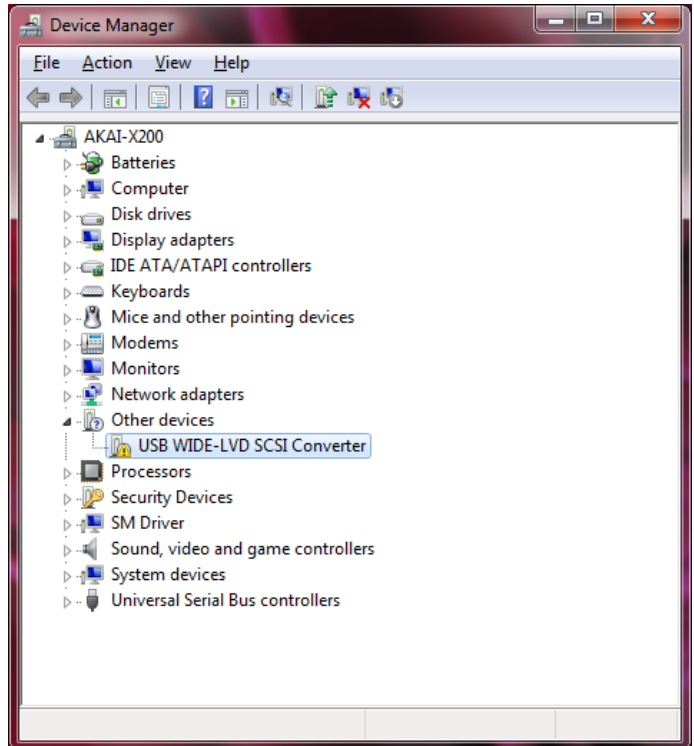 Device Manager
File Action View Help
AKAI-X200
Batteries
Computer
Disk drives
Display adapters
IDE ATA/ATAPI controllers
Keyboards
Mice and other pointing devices
Modems
Monitors
Network adapters
Other devices
USB WIDE-LVD SCSI Converter
Processors
Security Devices
SM Driver
Sound, video and game controllers
System devices
Universal Serial Bus controllers